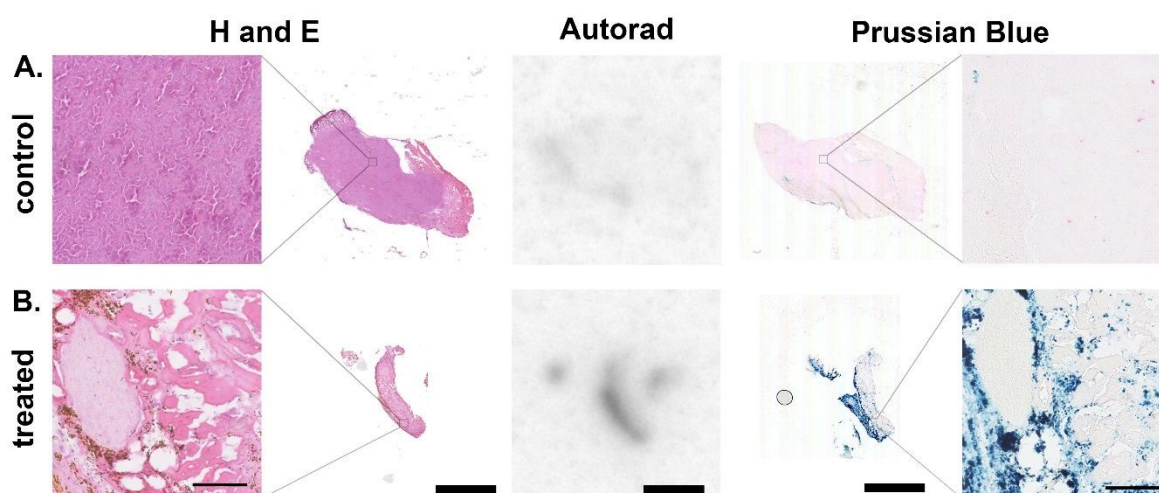 H and E Autorad Prussian Blue
A.
control
B.
treated